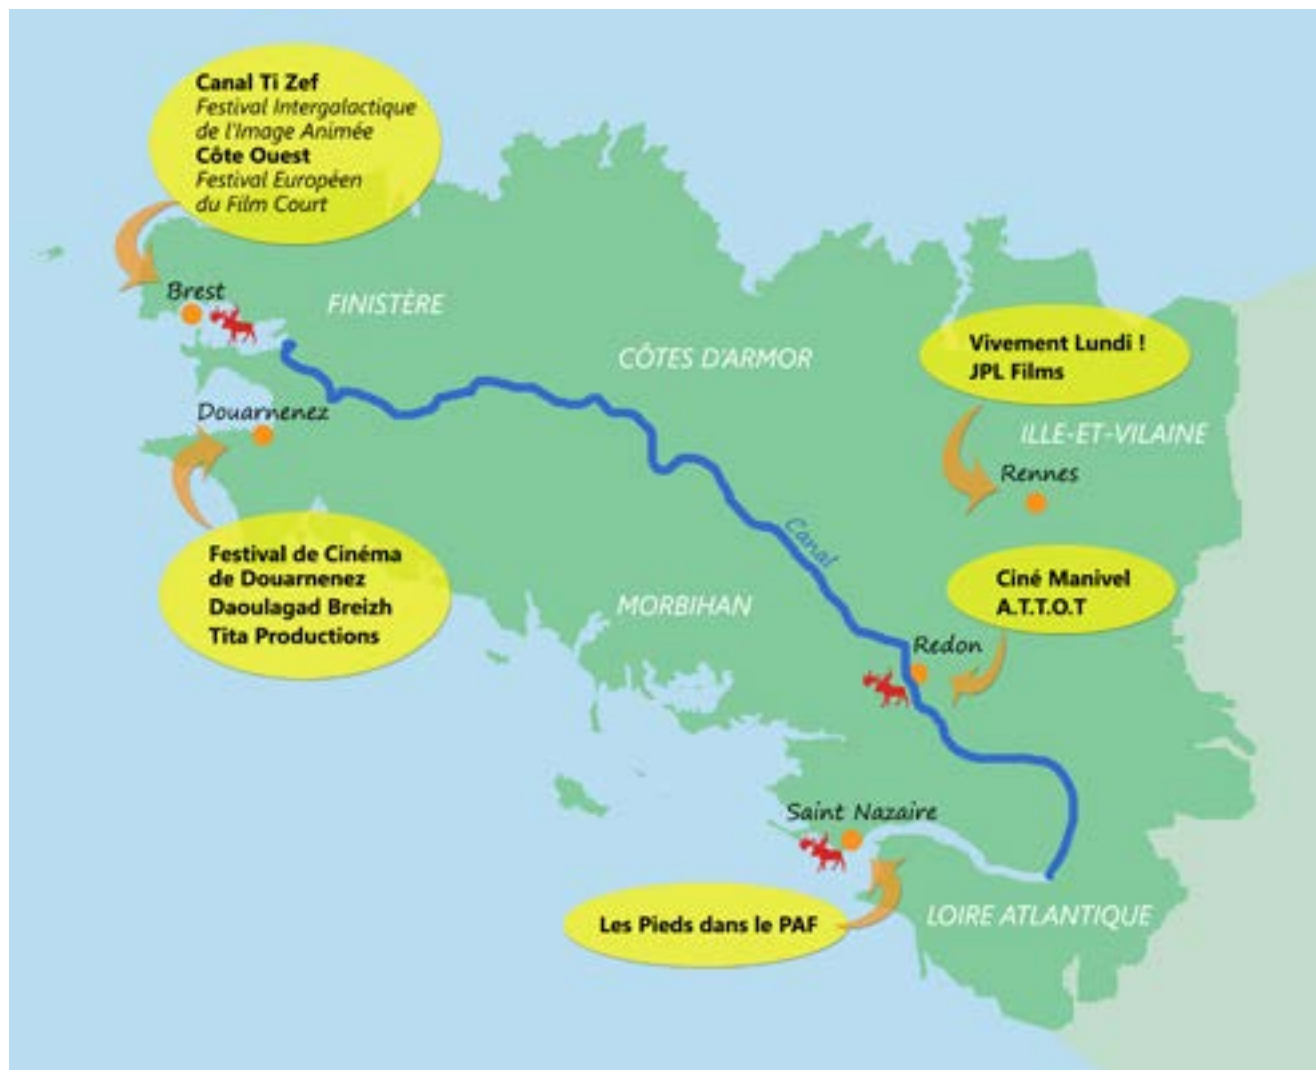 Canal Ti Zef
Festival Intergalactique
de l'Image Animée
Côte Ouest
Festival Européen
du Film Court
Brest
FINISTÈRE
CÔTES D'ARMOR
Vivement Lundi !
JPL Films
Douarnenez
ILLE-ET-VILAINE
Rennes
Canal
Festival de Cinéma
de Douarnenez
Daoulagad Breizh
Tita Productions
MORBIHAN
Ciné Manivel
A.T.T.O.T
Redon
Saint Nazaire
Les Pieds dans le PAF
LOIRE ATLANTIQUE